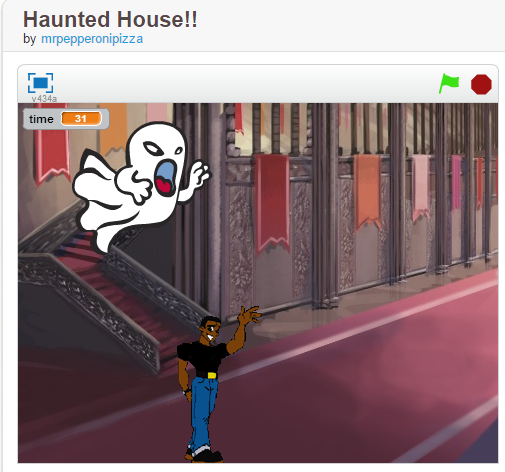 Haunted House!!
by mrpepperonipizza
v434a
time 31